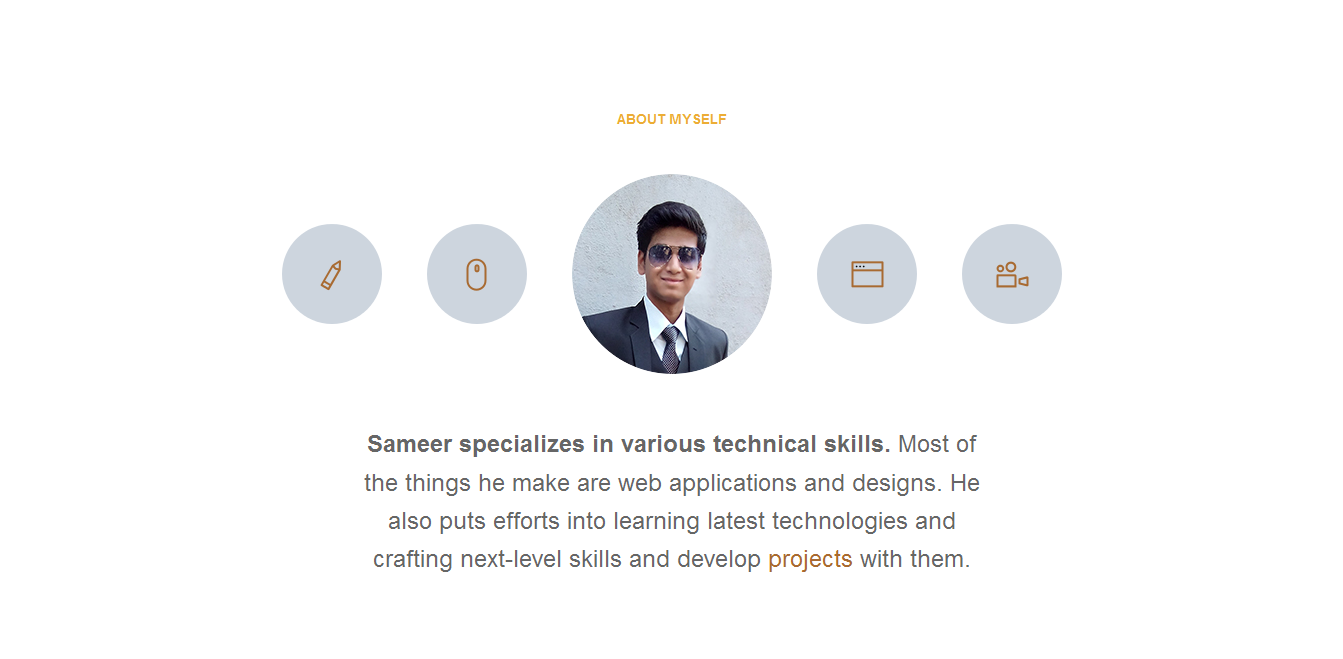 ABOUT MYSELF
Sameer specializes in various technical skills. Most of
the things he make are web applications and designs. He
also puts efforts into learning latest technologies and
crafting next-level skills and develop projects with them.